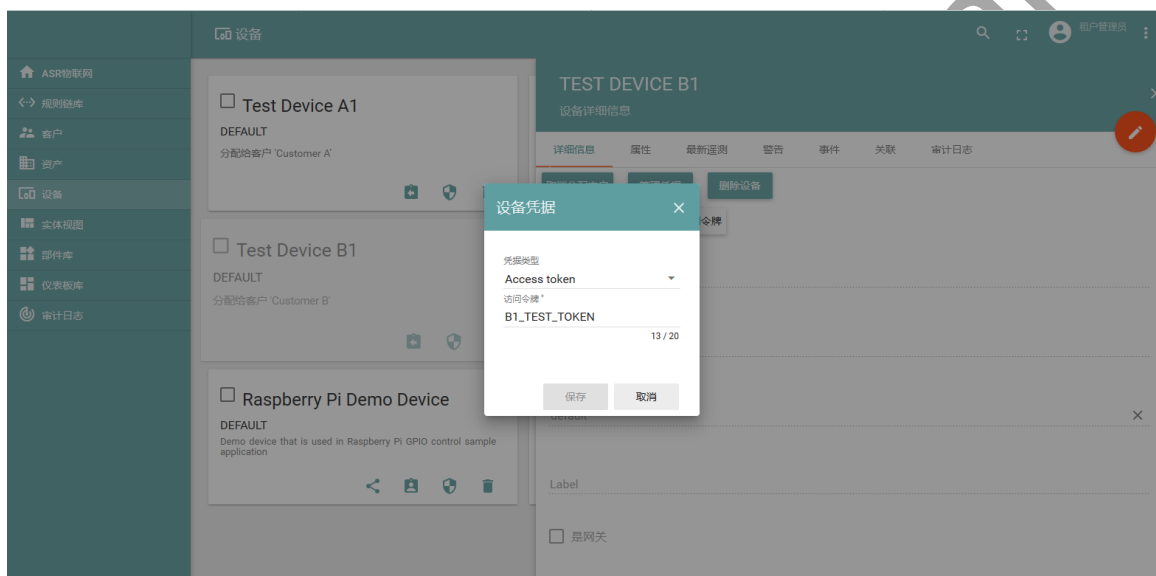 设备
租户管理员
ASR物联网
规则链库
客户
资产
设备
实体视图
部件库
仪表板库
审计日志
Test Device A1
DEFAULT
分配给客户 'Customer A'
Test Device B1
DEFAULT
分配给客户 'Customer B'
Raspberry Pi Demo Device
DEFAULT
Demo device that is used in Raspberry Pi GPIO control sample
application
TEST DEVICE B1
设备详细信息
详细信息 属性 最新遥测 警告 事件 关联 审计日志
删除设备
令牌
设备凭据
凭据类型
Access token
访问令牌 *
B1_TEST_TOKEN
13 / 20
保存 取消
default
Label
是网关